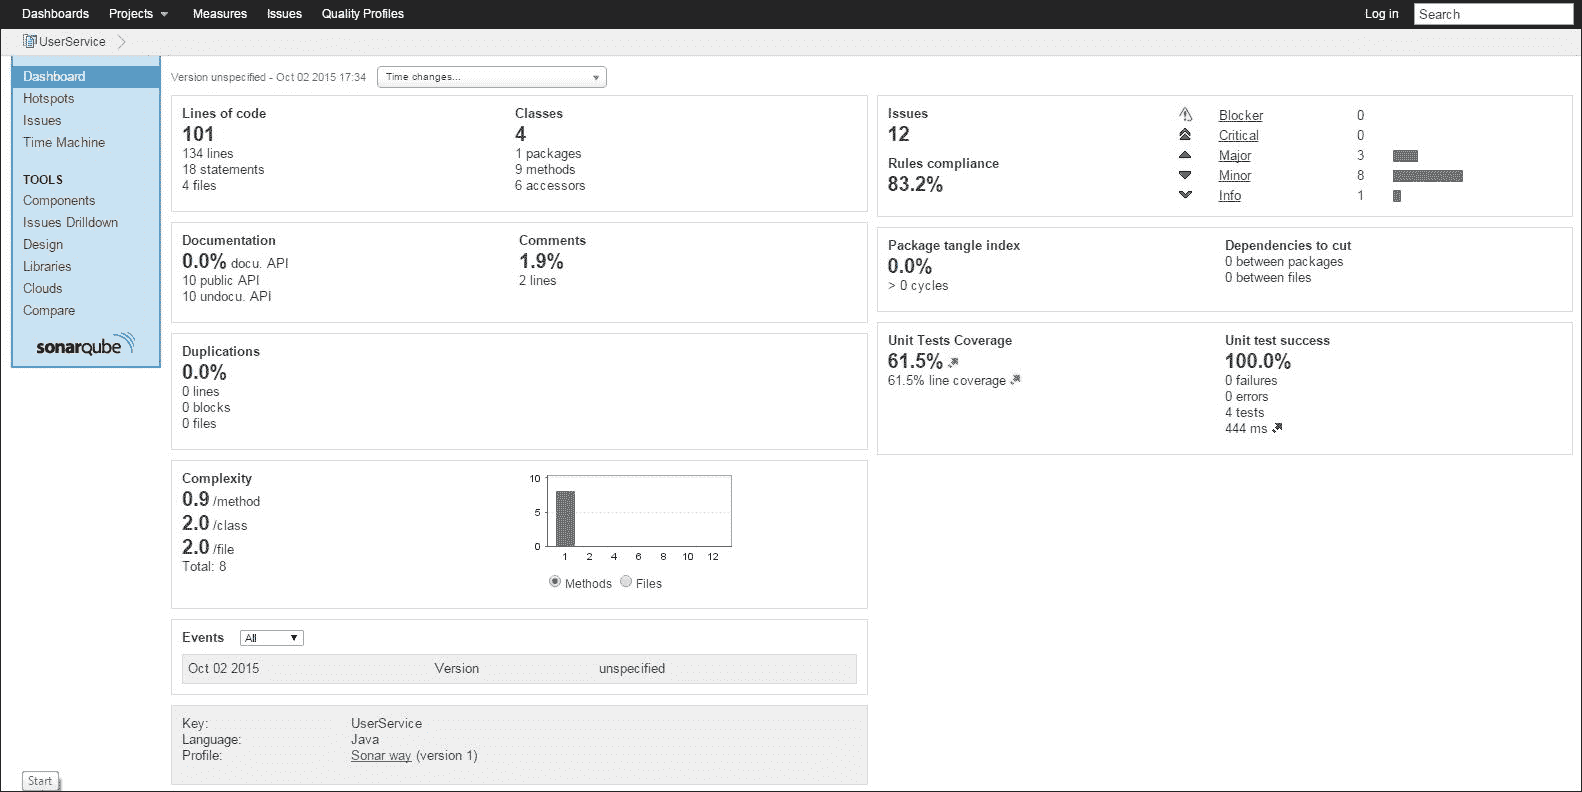 Dashboards Projects Measures Issues Quality Profiles Log in Search
UserService
Dashboard
Hotspots
Issues
Time Machine
TOOLS
Components
Issues Drilldown
Design
Libraries
Clouds
Compare
sonarqube
Version unspecified - Oct 02 2015 17:34 Time changes...
Lines of code
101
134 lines
18 statements
4 files
Classes
4
1 packages
9 methods
6 accessors
Documentation
0.0% docu. API
10 public API
10 undocu. API
Comments
1.9%
2 lines
Duplications
0.0%
0 lines
0 blocks
0 files
Complexity
0.9 /method
2.0 /class
2.0 /file
Total: 8
10
5
0
1 2 4 6 8 10 12
Methods Files
Events All
Oct 02 2015 Version unspecified
Key: UserService
Language: Java
Profile: Sonar way (version 1)
Issues
12
Rules compliance
83.2%
Blocker 0
Critical 0
Major 3
Minor 8
Info 1
Package tangle index
0.0%
> 0 cycles
Dependencies to cut
0 between packages
0 between files
Unit Tests Coverage
61.5%
61.5% line coverage
Unit test success
100.0%
0 failures
0 errors
4 tests
444 ms
Start